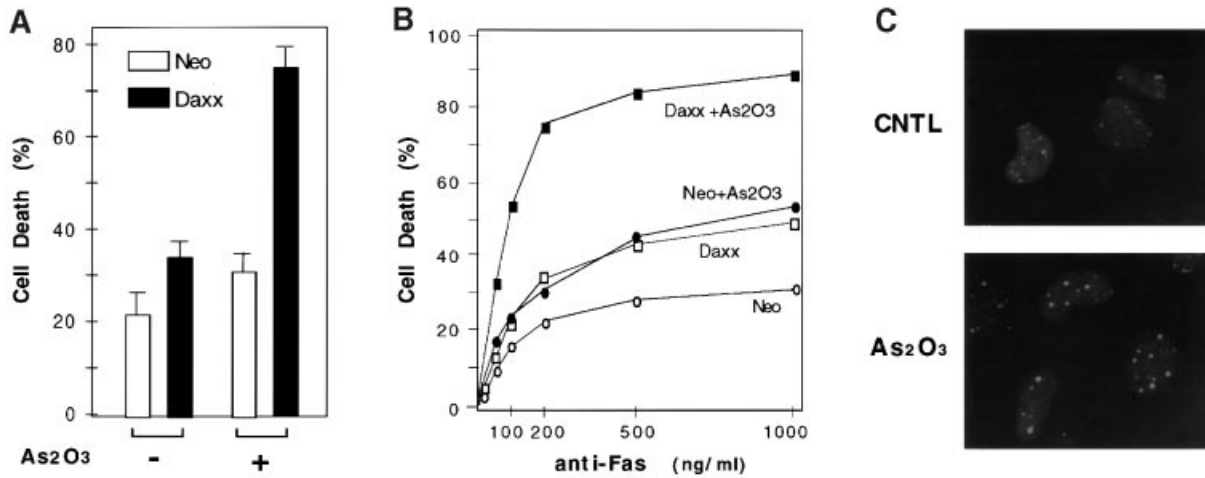 A
80
60
40
20
0
Cell Death (%)
Neo
Daxx
As2O3
-
+
B
100
80
60
40
20
0
Cell Death (%)
Daxx +As2O3
Neo+As2O3
Daxx
Neo
100 200 500 1000
anti-Fas (ng/ml)
C
CNTL
As2O3